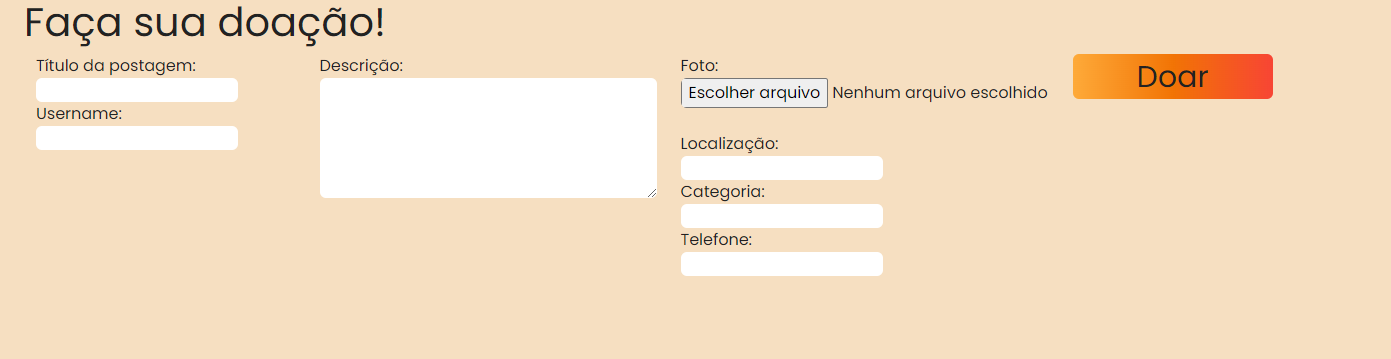 Faça sua doação!
Título da postagem:
Username:
Descrição:
Foto:
Escolher arquivo Nenhum arquivo escolhido
Localização:
Categoria:
Telefone:
Doar